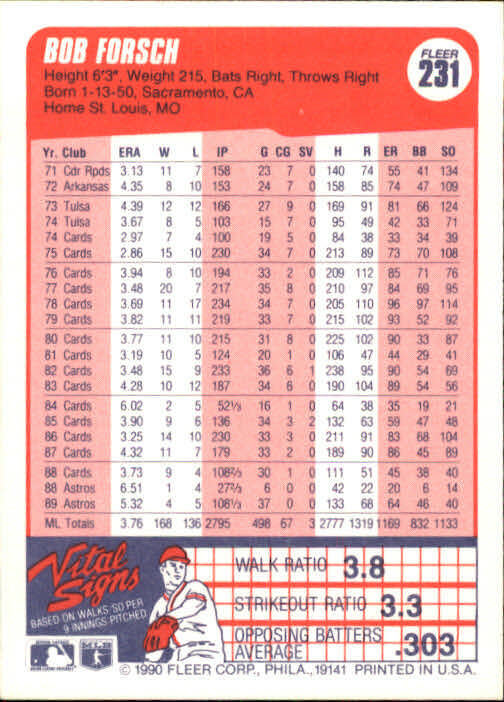 BOB FORSCH
Height 6'3", Weight 215, Bats Right, Throws Right
Born 1-13-50, Sacramento, CA
Home St. Louis, MO
FLEER
231
Yr. Club ERA W L IP G CG SV H R ER BB SO
71 Cdr Rpds 3.13 11 7 158 23 7 0 140 74 55 41 134
72 Arkansas 4.35 8 10 153 24 7 0 158 85 74 47 109
73 Tulsa 4.39 12 12 166 27 9 0 169 91 81 66 124
74 Tulsa 3.67 8 5 103 15 7 0 95 49 42 33 71
74 Cards 2.97 7 4 100 19 5 0 84 38 33 34 39
75 Cards 2.86 15 10 230 34 7 0 213 89 73 70 108
76 Cards 3.94 8 10 194 33 2 0 209 112 85 71 76
77 Cards 3.48 20 7 217 35 8 0 210 97 84 69 95
78 Cards 3.69 11 17 234 34 7 0 205 110 96 97 114
79 Cards 3.82 11 11 219 33 7 0 215 102 93 52 92
80 Cards 3.77 11 10 215 31 8 0 225 102 90 33 87
81 Cards 3.19 10 5 124 20 1 0 106 47 44 29 41
82 Cards 3.48 15 9 233 36 6 1 238 95 90 54 69
83 Cards 4.28 10 12 187 34 6 0 190 104 89 54 56
84 Cards 6.02 2 5 52⅓ 16 1 0 64 38 35 19 21
85 Cards 3.90 9 6 136 34 3 2 132 63 59 47 48
86 Cards 3.25 14 10 230 33 3 0 211 91 83 68 104
87 Cards 4.32 11 7 179 33 2 0 189 90 86 45 89
88 Cards 3.73 9 4 108⅔ 30 1 0 111 51 45 38 40
88 Astros 6.51 1 4 27⅔ 6 0 0 42 22 20 6 14
89 Astros 5.32 4 5 108⅓ 37 0 0 133 68 64 46 40
ML Totals 3.76 168 136 2795 498 67 3 2777 1319 1169 832 1133
Vital Signs
BASED ON WALKS/SO PER
9 INNINGS PITCHED
WALK RATIO 3.8
STRIKEOUT RATIO 3.3
OPPOSING BATTERS
AVERAGE .303
© 1990 FLEER CORP., PHILA., 19141 PRINTED IN U.S.A.